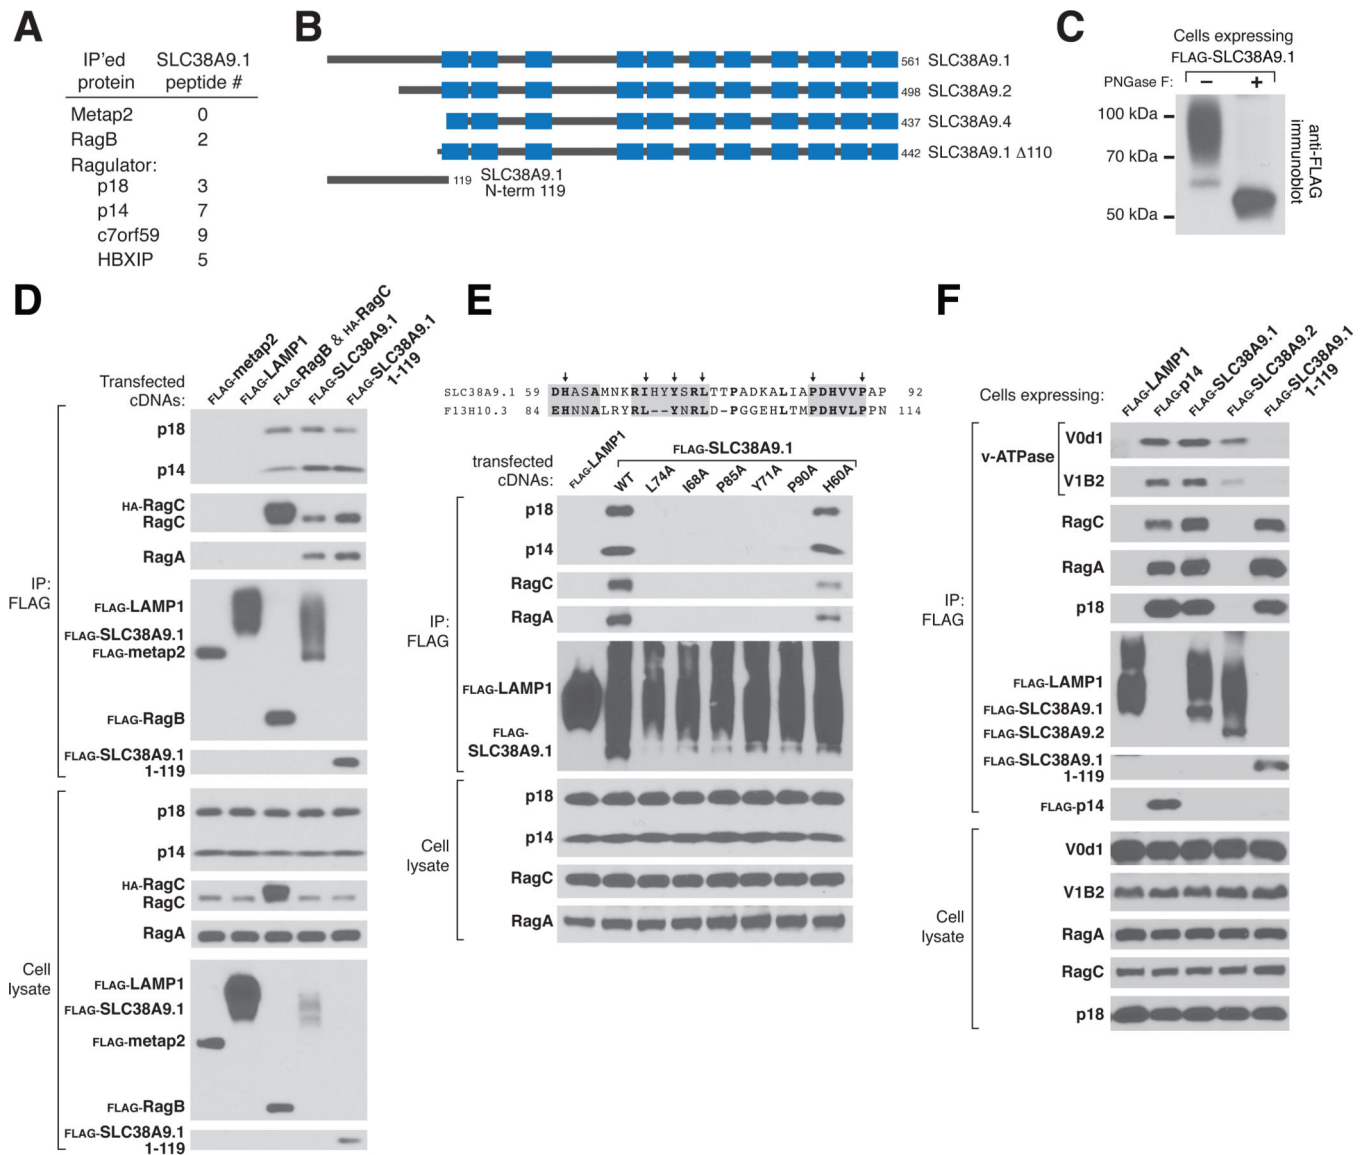 A
IP'ed protein
SLC38A9.1 peptide #
Metap2 0
RagB 2
Ragulator:
p18 3
p14 7
c7orf59 9
HBXIP 5
B
561 SLC38A9.1
498 SLC38A9.2
437 SLC38A9.4
442 SLC38A9.1 Δ110
119 SLC38A9.1
N-term 119
C
Cells expressing
FLAG-SLC38A9.1
PNGase F: − +
100 kDa
70 kDa
50 kDa
anti-FLAG
immunoblot
D
Transfected
cDNAs:
FLAG-metap2
FLAG-LAMP1
FLAG-RagB & HA-RagC
FLAG-SLC38A9.1
FLAG-SLC38A9.1
1-119
IP:
FLAG
p18
p14
HA-RagC
RagC
RagA
FLAG-LAMP1
FLAG-SLC38A9.1
FLAG-metap2
FLAG-RagB
FLAG-SLC38A9.1
1-119
Cell
lysate
p18
p14
HA-RagC
RagC
RagA
FLAG-LAMP1
FLAG-SLC38A9.1
FLAG-metap2
FLAG-RagB
FLAG-SLC38A9.1
1-119
E
SLC38A9.1 59 DHASAMNKRIHYYSRLTTPADKALIAPDHVVPAP 92
F13H10.3 84 EHNNALRYRL--YNRLD-PGGEHLTMPDHVLPPN 114
transfected
cDNAs:
FLAG-LAMP1
FLAG-SLC38A9.1
WT
L74A
I68A
P85A
Y71A
P90A
H60A
IP:
FLAG
p18
p14
RagC
RagA
FLAG-LAMP1
FLAG-
SLC38A9.1
Cell
lysate
p18
p14
RagC
RagA
F
Cells expressing:
FLAG-LAMP1
FLAG-p14
FLAG-SLC38A9.1
FLAG-SLC38A9.2
FLAG-SLC38A9.1
1-119
IP:
FLAG
v-ATPase
V0d1
V1B2
RagC
RagA
p18
FLAG-LAMP1
FLAG-SLC38A9.1
FLAG-SLC38A9.2
FLAG-SLC38A9.1
1-119
FLAG-p14
Cell
lysate
V0d1
V1B2
RagA
RagC
p18